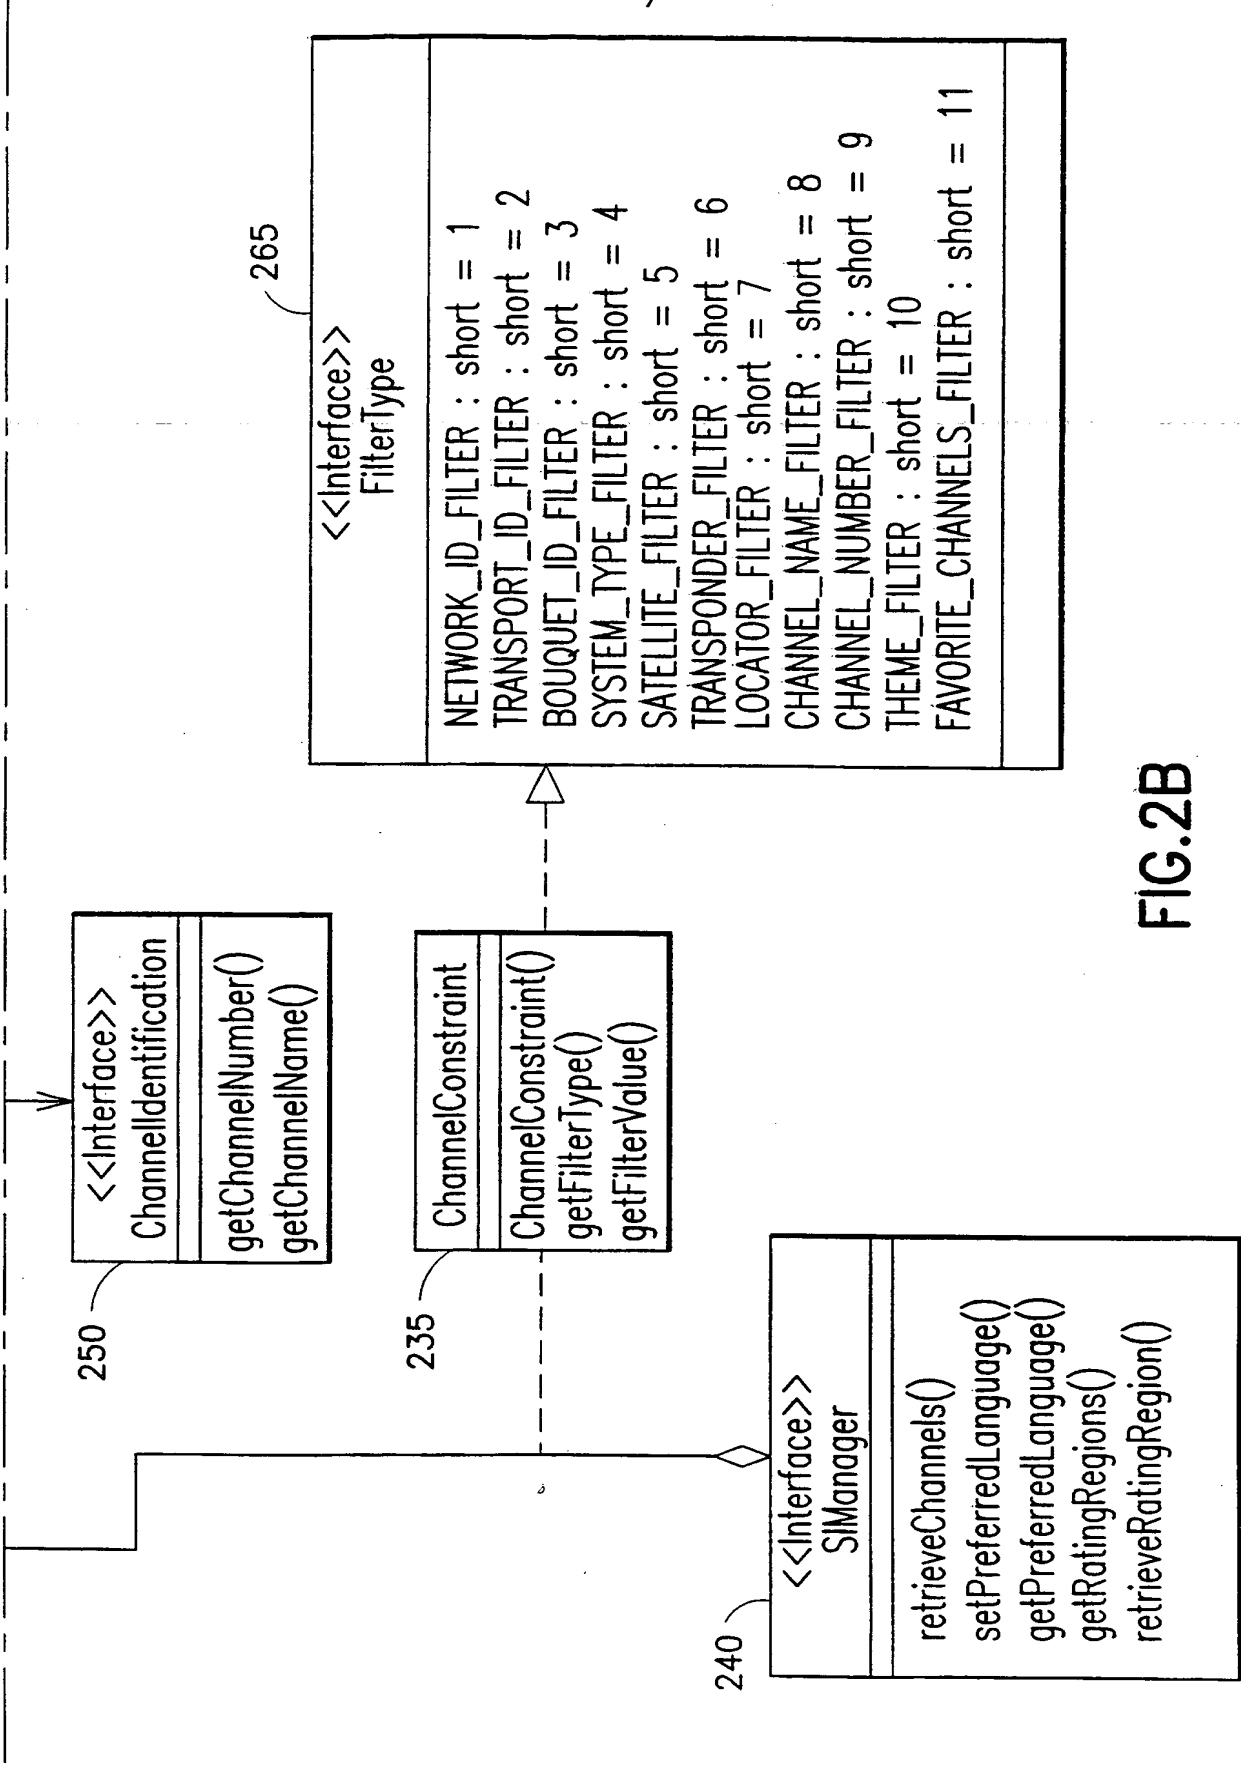 250
<<Interface>>
ChannelIdentification
getChannelNumber()
getChannelName()
265
<<Interface>>
FilterType
NETWORK_ID_FILTER : short = 1
TRANSPORT_ID_FILTER : short = 2
BOUQUET_ID_FILTER : short = 3
SYSTEM_TYPE_FILTER : short = 4
SATELLITE_FILTER : short = 5
TRANSPONDER_FILTER : short = 6
LOCATOR_FILTER : short = 7
CHANNEL_NAME_FILTER : short = 8
CHANNEL_NUMBER_FILTER : short = 9
THEME_FILTER : short = 10
FAVORITE_CHANNELS_FILTER : short = 11
235
ChannelConstraint
ChannelConstraint()
getFilterType()
getFilterValue()
240
<<Interface>>
SIManager
retrieveChannels()
setPreferredLanguage()
getPreferredLanguage()
getRatingRegions()
retrieveRatingRegion()
FIG.2B